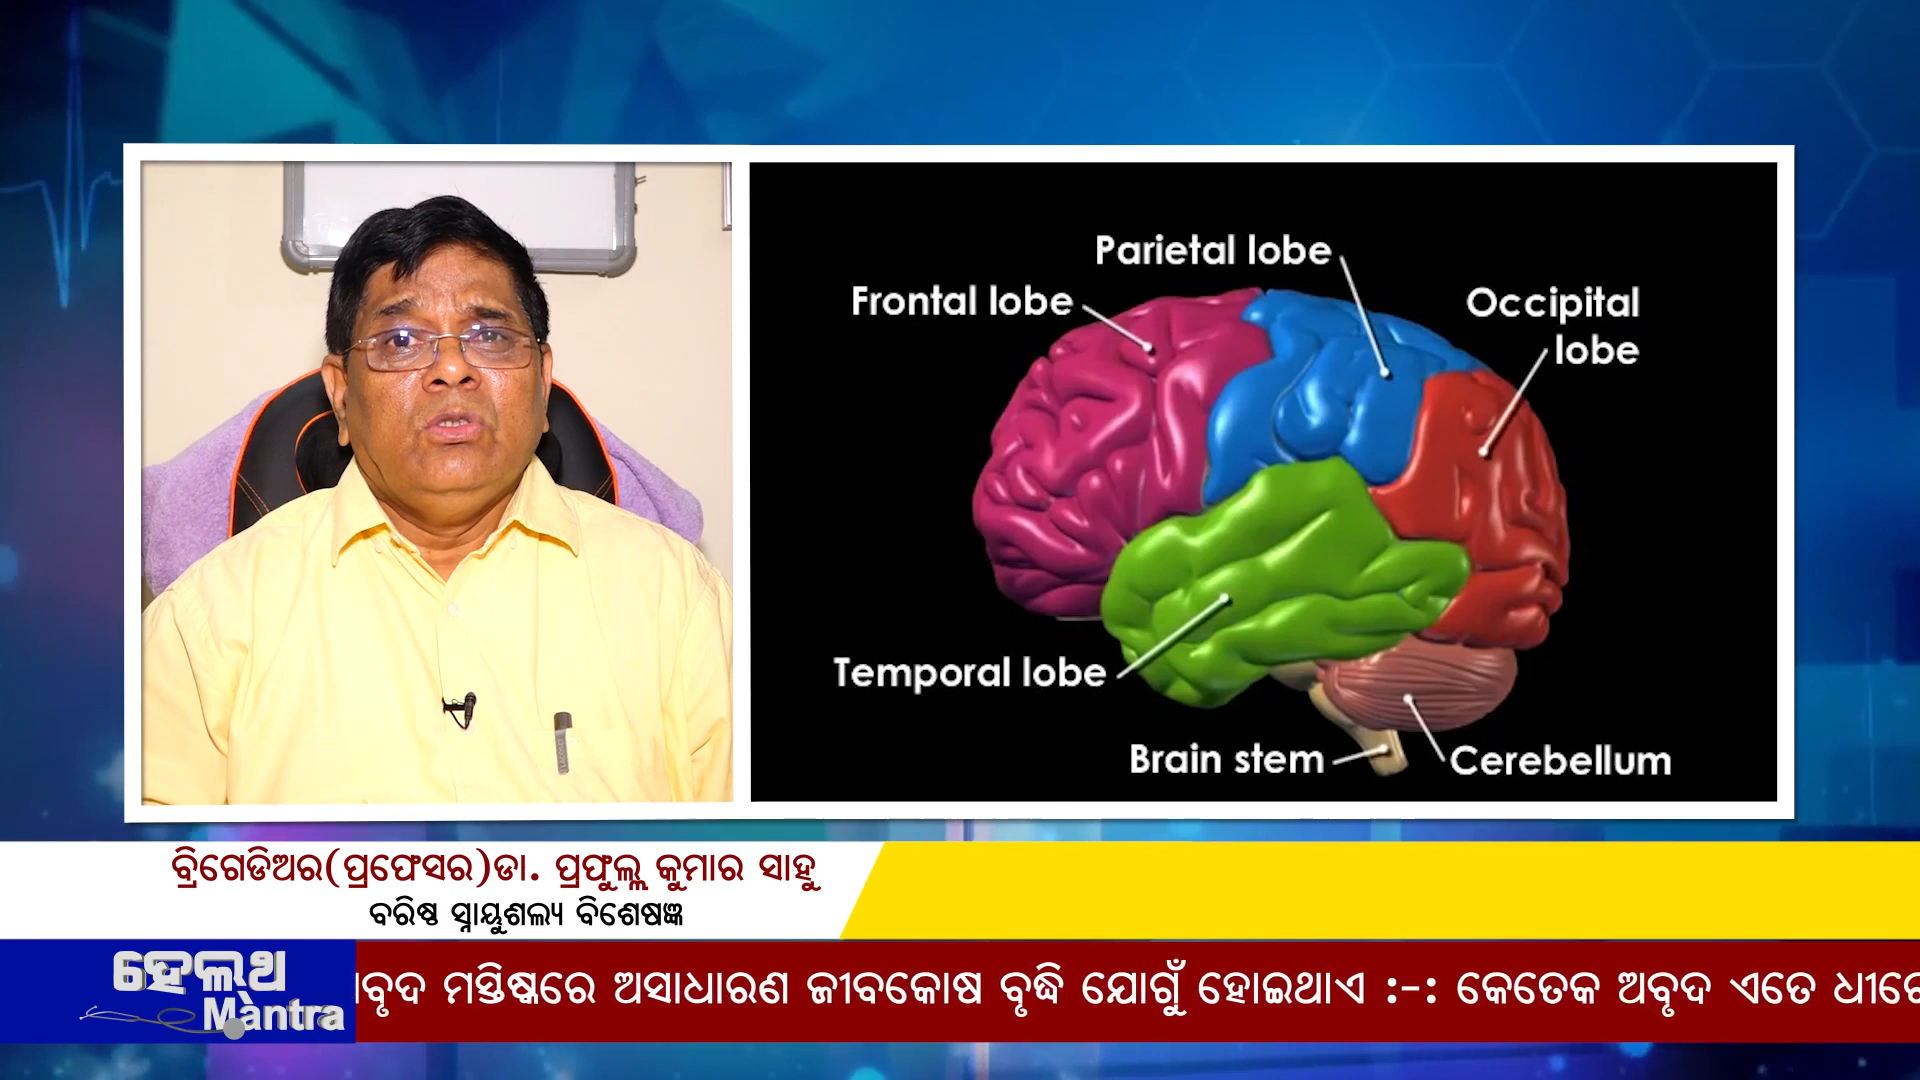 Parietal lobe
Frontal lobe
Occipital
lobe
Temporal lobe
Brain stem
Cerebellum
ବ୍ରିଗେଡିଅର(ପ୍ରଫେସର)ଡା. ପ୍ରଫୁଲ୍ଲ କୁମାର ସାହୁ
ବରିଷ୍ଠ ସ୍ନାୟୁଶଲ୍ୟ ବିଶେଷଜ୍ଞ
ହେଲଥ
Mantra
ମସ୍ତିଷ୍କରେ ଅସାଧାରଣ ଜୀବକୋଷ ବୃଦ୍ଧି ଯୋଗୁଁ ହୋଇଥାଏ :-: କେତେକ ଅବୃଦ ଏତେ